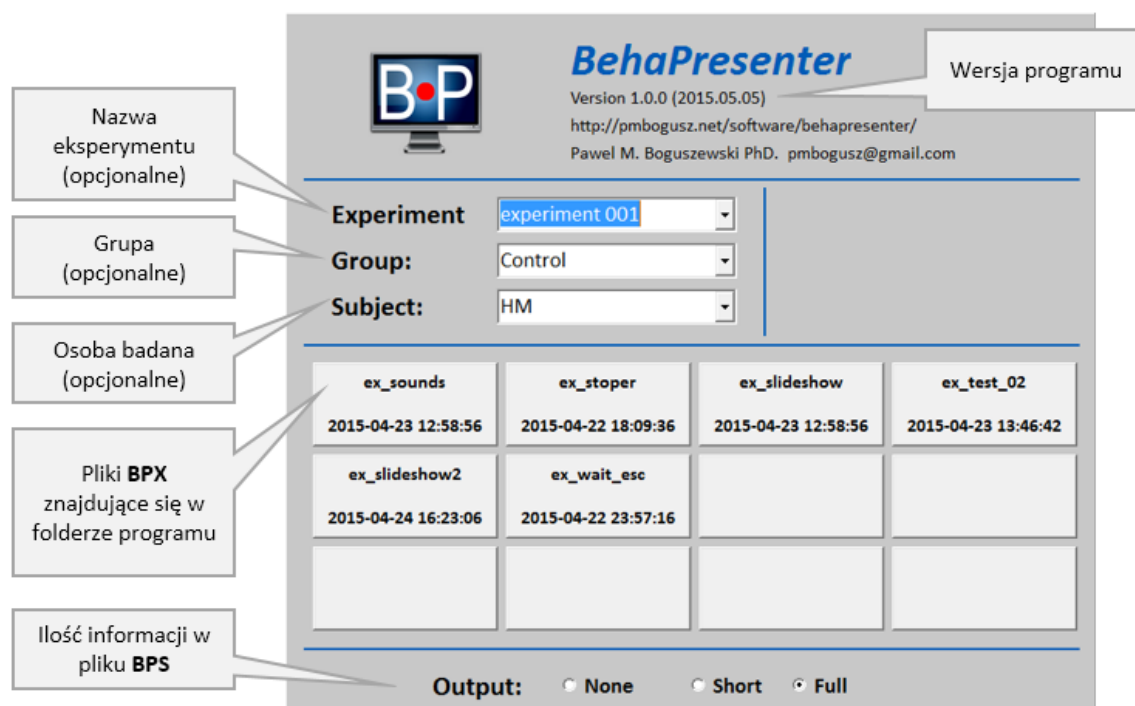 B•P
BehaPresenter
Version 1.0.0 (2015.05.05)
http://pmbogusz.net/software/behapresenter/
Pawel M. Boguszewski PhD. pmbogusz@gmail.com
Wersja programu
Nazwa
eksperymentu
(opcjonalne)
Experiment
experiment 001
Grupa
(opcjonalne)
Group:
Control
Osoba badana
(opcjonalne)
Subject:
HM
Pliki BPX
znajdujące się w
folderze programu
ex_sounds
2015-04-23 12:58:56
ex_stoper
2015-04-22 18:09:36
ex_slideshow
2015-04-23 12:58:56
ex_test_02
2015-04-23 13:46:42
ex_slideshow2
2015-04-24 16:23:06
ex_wait_esc
2015-04-22 23:57:16
Ilość informacji w
pliku BPS
Output: None Short Full